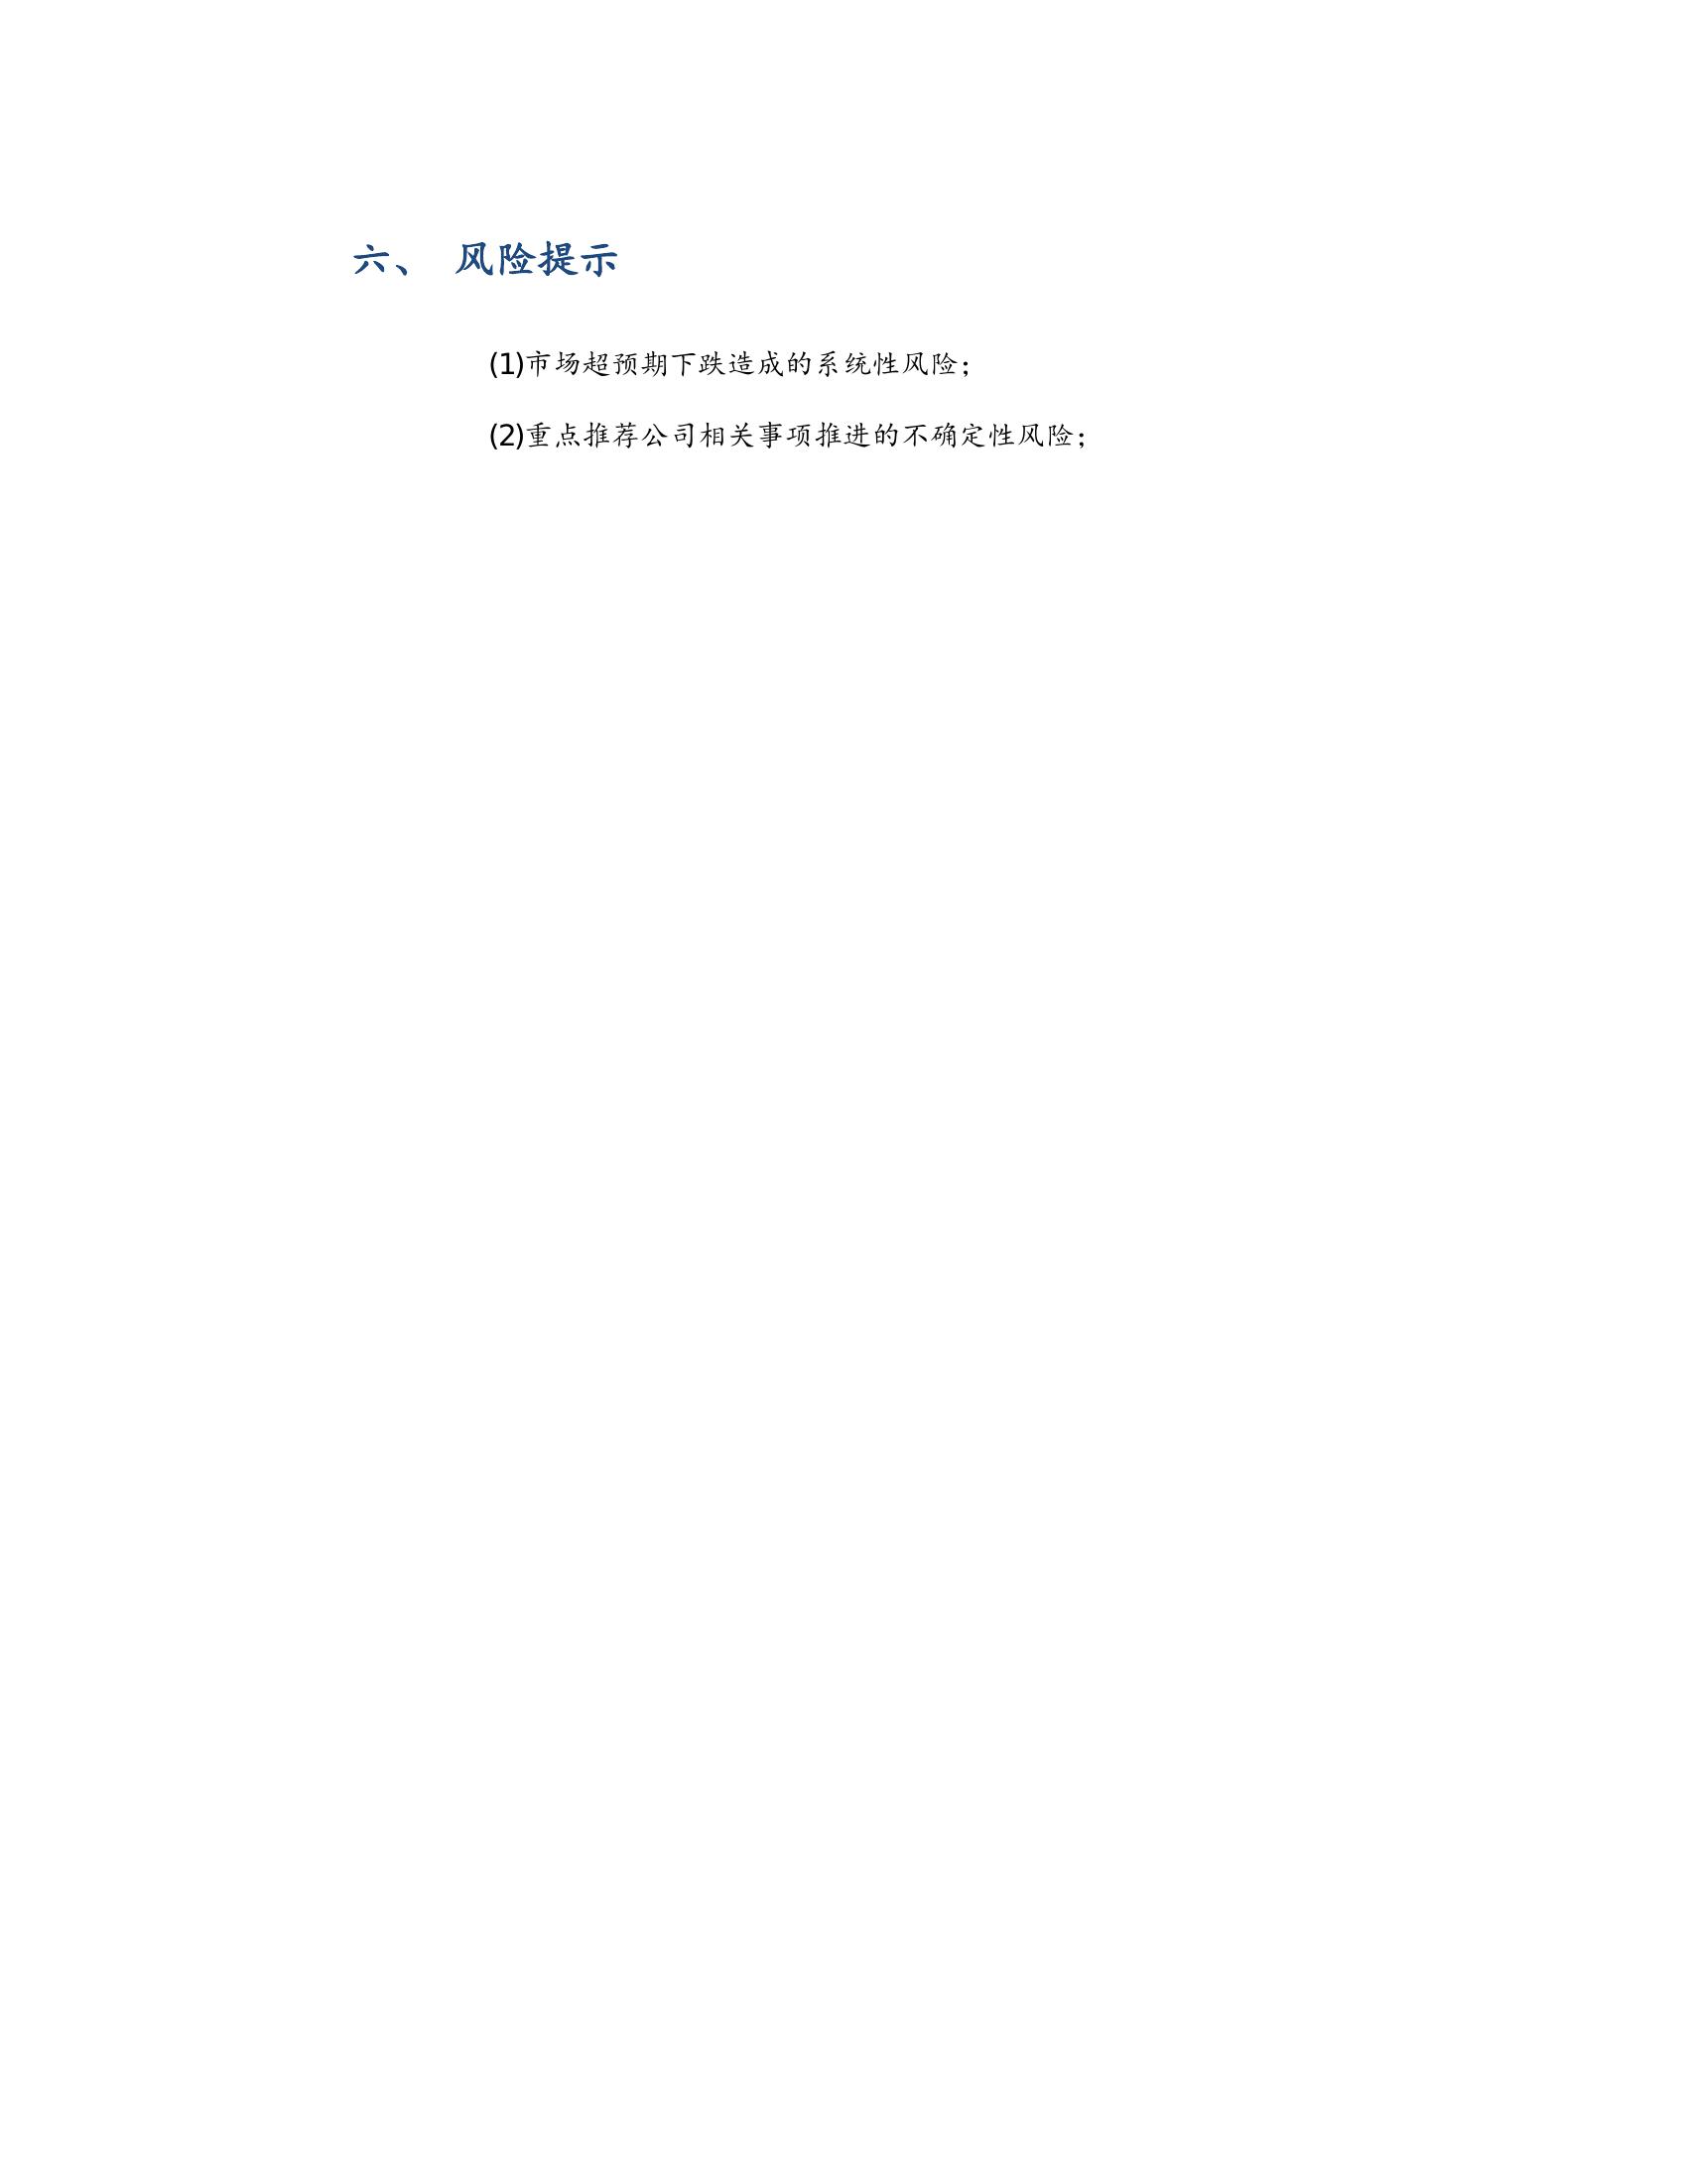 六、 风险提示
(1)市场超预期下跌造成的系统性风险；
(2)重点推荐公司相关事项推进的不确定性风险；